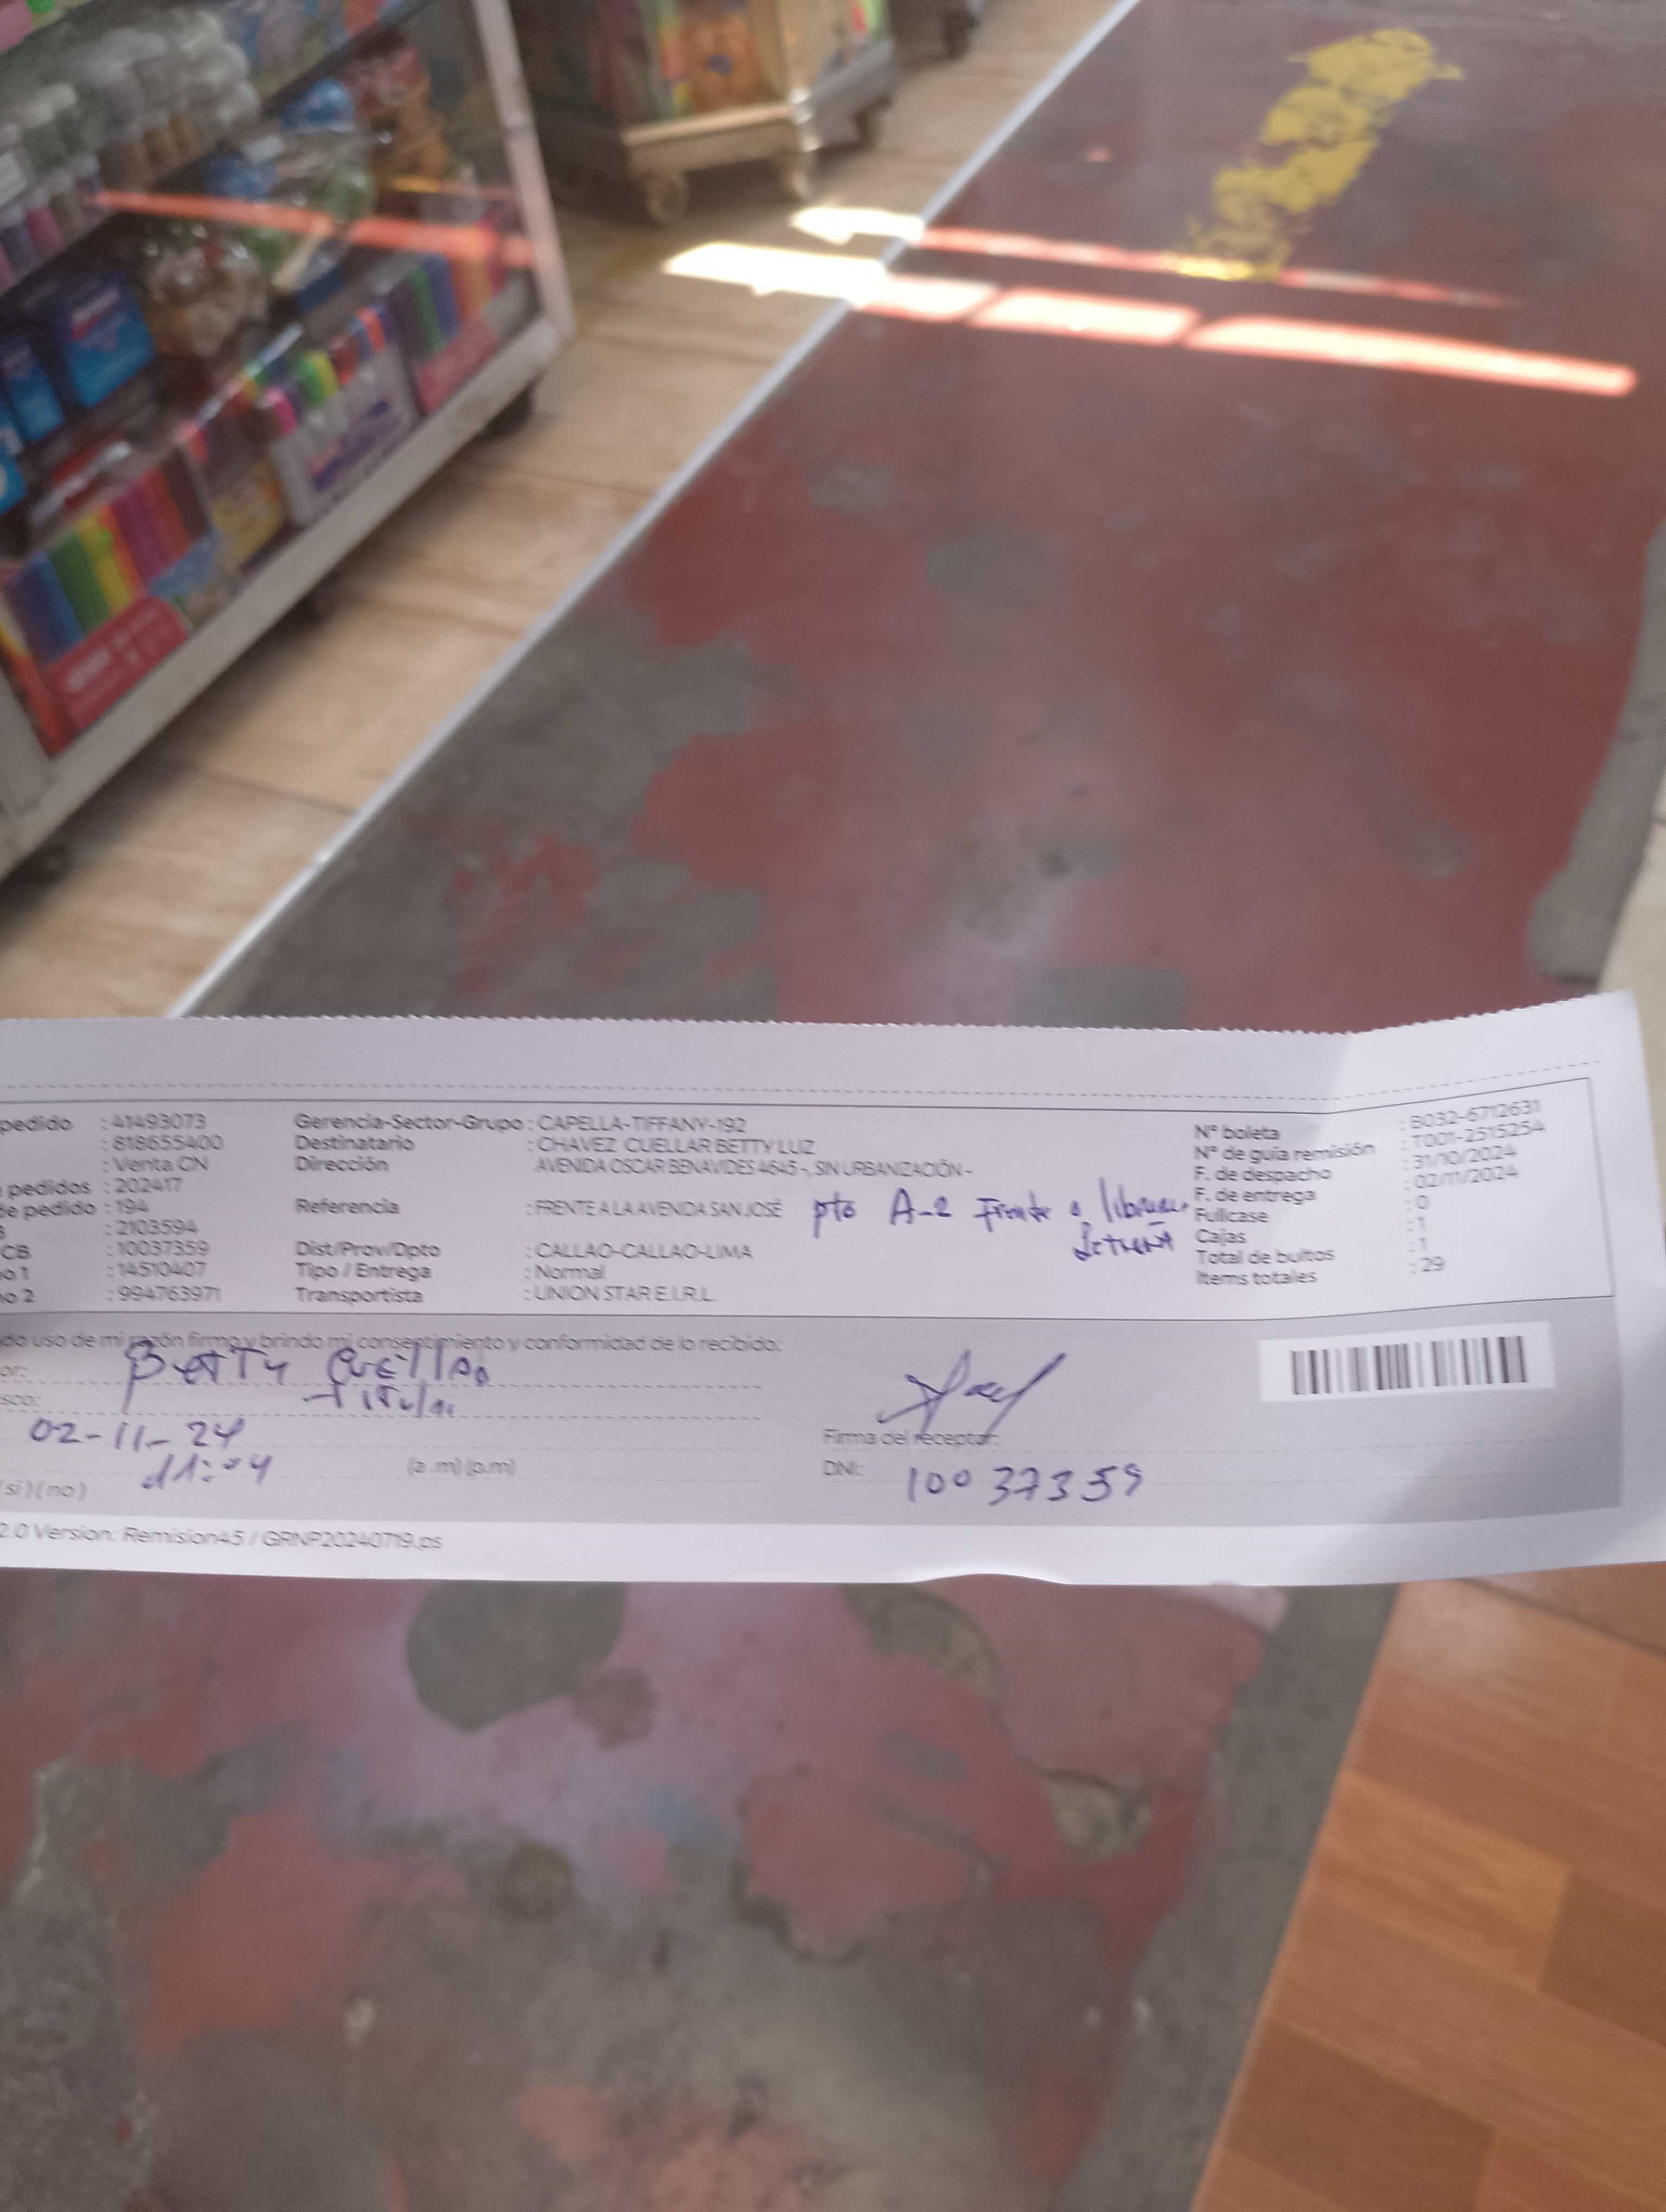 pedido : 41493073 Gerencia-Sector-Grupo : CAPELLA-TIFFANY-192 N° boleta : B032-6712631
: 818655400 Destinatario : CHAVEZ CUELLAR BETTY LUZ N° de guía remisión : T001-2515254
: Venta CN Dirección AVENIDA OSCAR BENAVIDES 4645 -, SIN URBANIZACIÓN - F. de despacho : 31/10/2024
pedidos : 202417 F. de entrega : 02/11/2024
de pedido : 194 Referencia : FRENTE A LA AVENIDA SAN JOSÉ pto A-2 Frente a Fullcase : 0
: 2103594 Cajas : 1
CB : 10037359 Dist/Prov/Dpto : CALLAO-CALLAO-LIMA Total de bultos : 1
o 1 : 14510407 Tipo / Entrega : Normal Items totales : 29
o 2 : 994763971 Transportista : UNION STAR E.I.R.L.
do uso de mi razón firmo y brindo mi consentimiento y conformidad de lo recibido:
or: Betty Cuellar
sco: Titular
02-11-24 Firma del receptor:
11:04 (a .m) (p.m) DNI: 10037359
(si) (no)
2.0 Version. Remision45 / GRNP20240719.ps